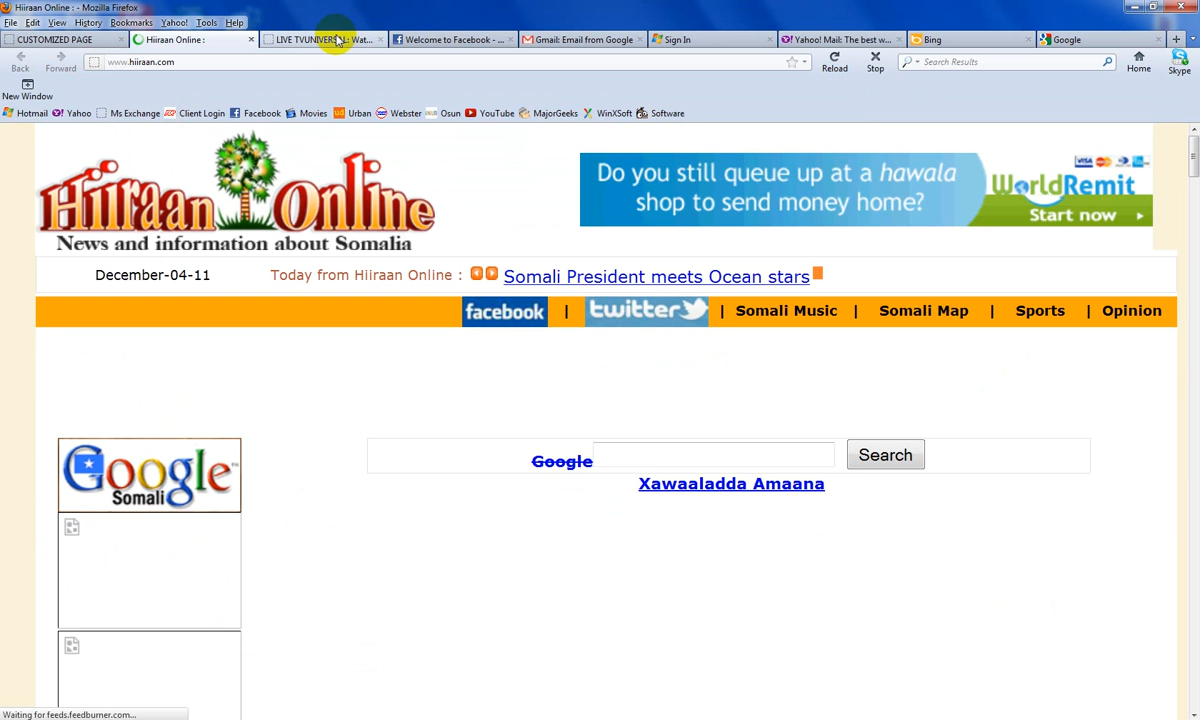 Hiiraan Online : - Mozilla Firefox
File Edit View History Bookmarks Yahoo! Tools Help
CUSTOMIZED PAGE Hiiraan Online : LIVE TVUNIVERSAL: Wat... Welcome to Facebook - ... Gmail: Email from Google Sign In Yahoo! Mail: The best w... Bing Google
Back Forward www.hiiraan.com Reload Stop Search Results Home Skype
New Window
Hotmail Yahoo Ms Exchange Client Login Facebook Movies Urban Webster Osun YouTube MajorGeeks WinXSoft Software
Hiiraan Online
News and information about Somalia
Do you still queue up at a hawala
shop to send money home?
VISA
WorldRemit
Start now
December-04-11 Today from Hiiraan Online : Somali President meets Ocean stars
facebook | twitter | Somali Music | Somali Map | Sports | Opinion
Google Somali
Google Search
Xawaaladda Amaana
Waiting for feeds.feedburner.com...